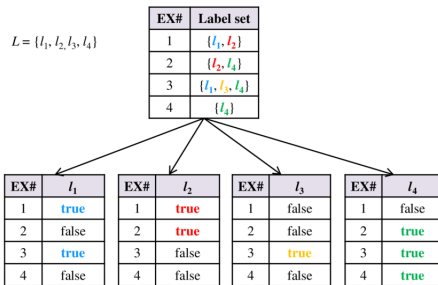 L = {l1, l2, l3, l4}
EX# Label set
1 {l1, l2}
2 {l2, l4}
3 {l1, l3, l4}
4 {l4}
EX# l1
1 true
2 false
3 true
4 false
EX# l2
1 true
2 true
3 false
4 false
EX# l3
1 false
2 false
3 true
4 false
EX# l4
1 false
2 true
3 true
4 true